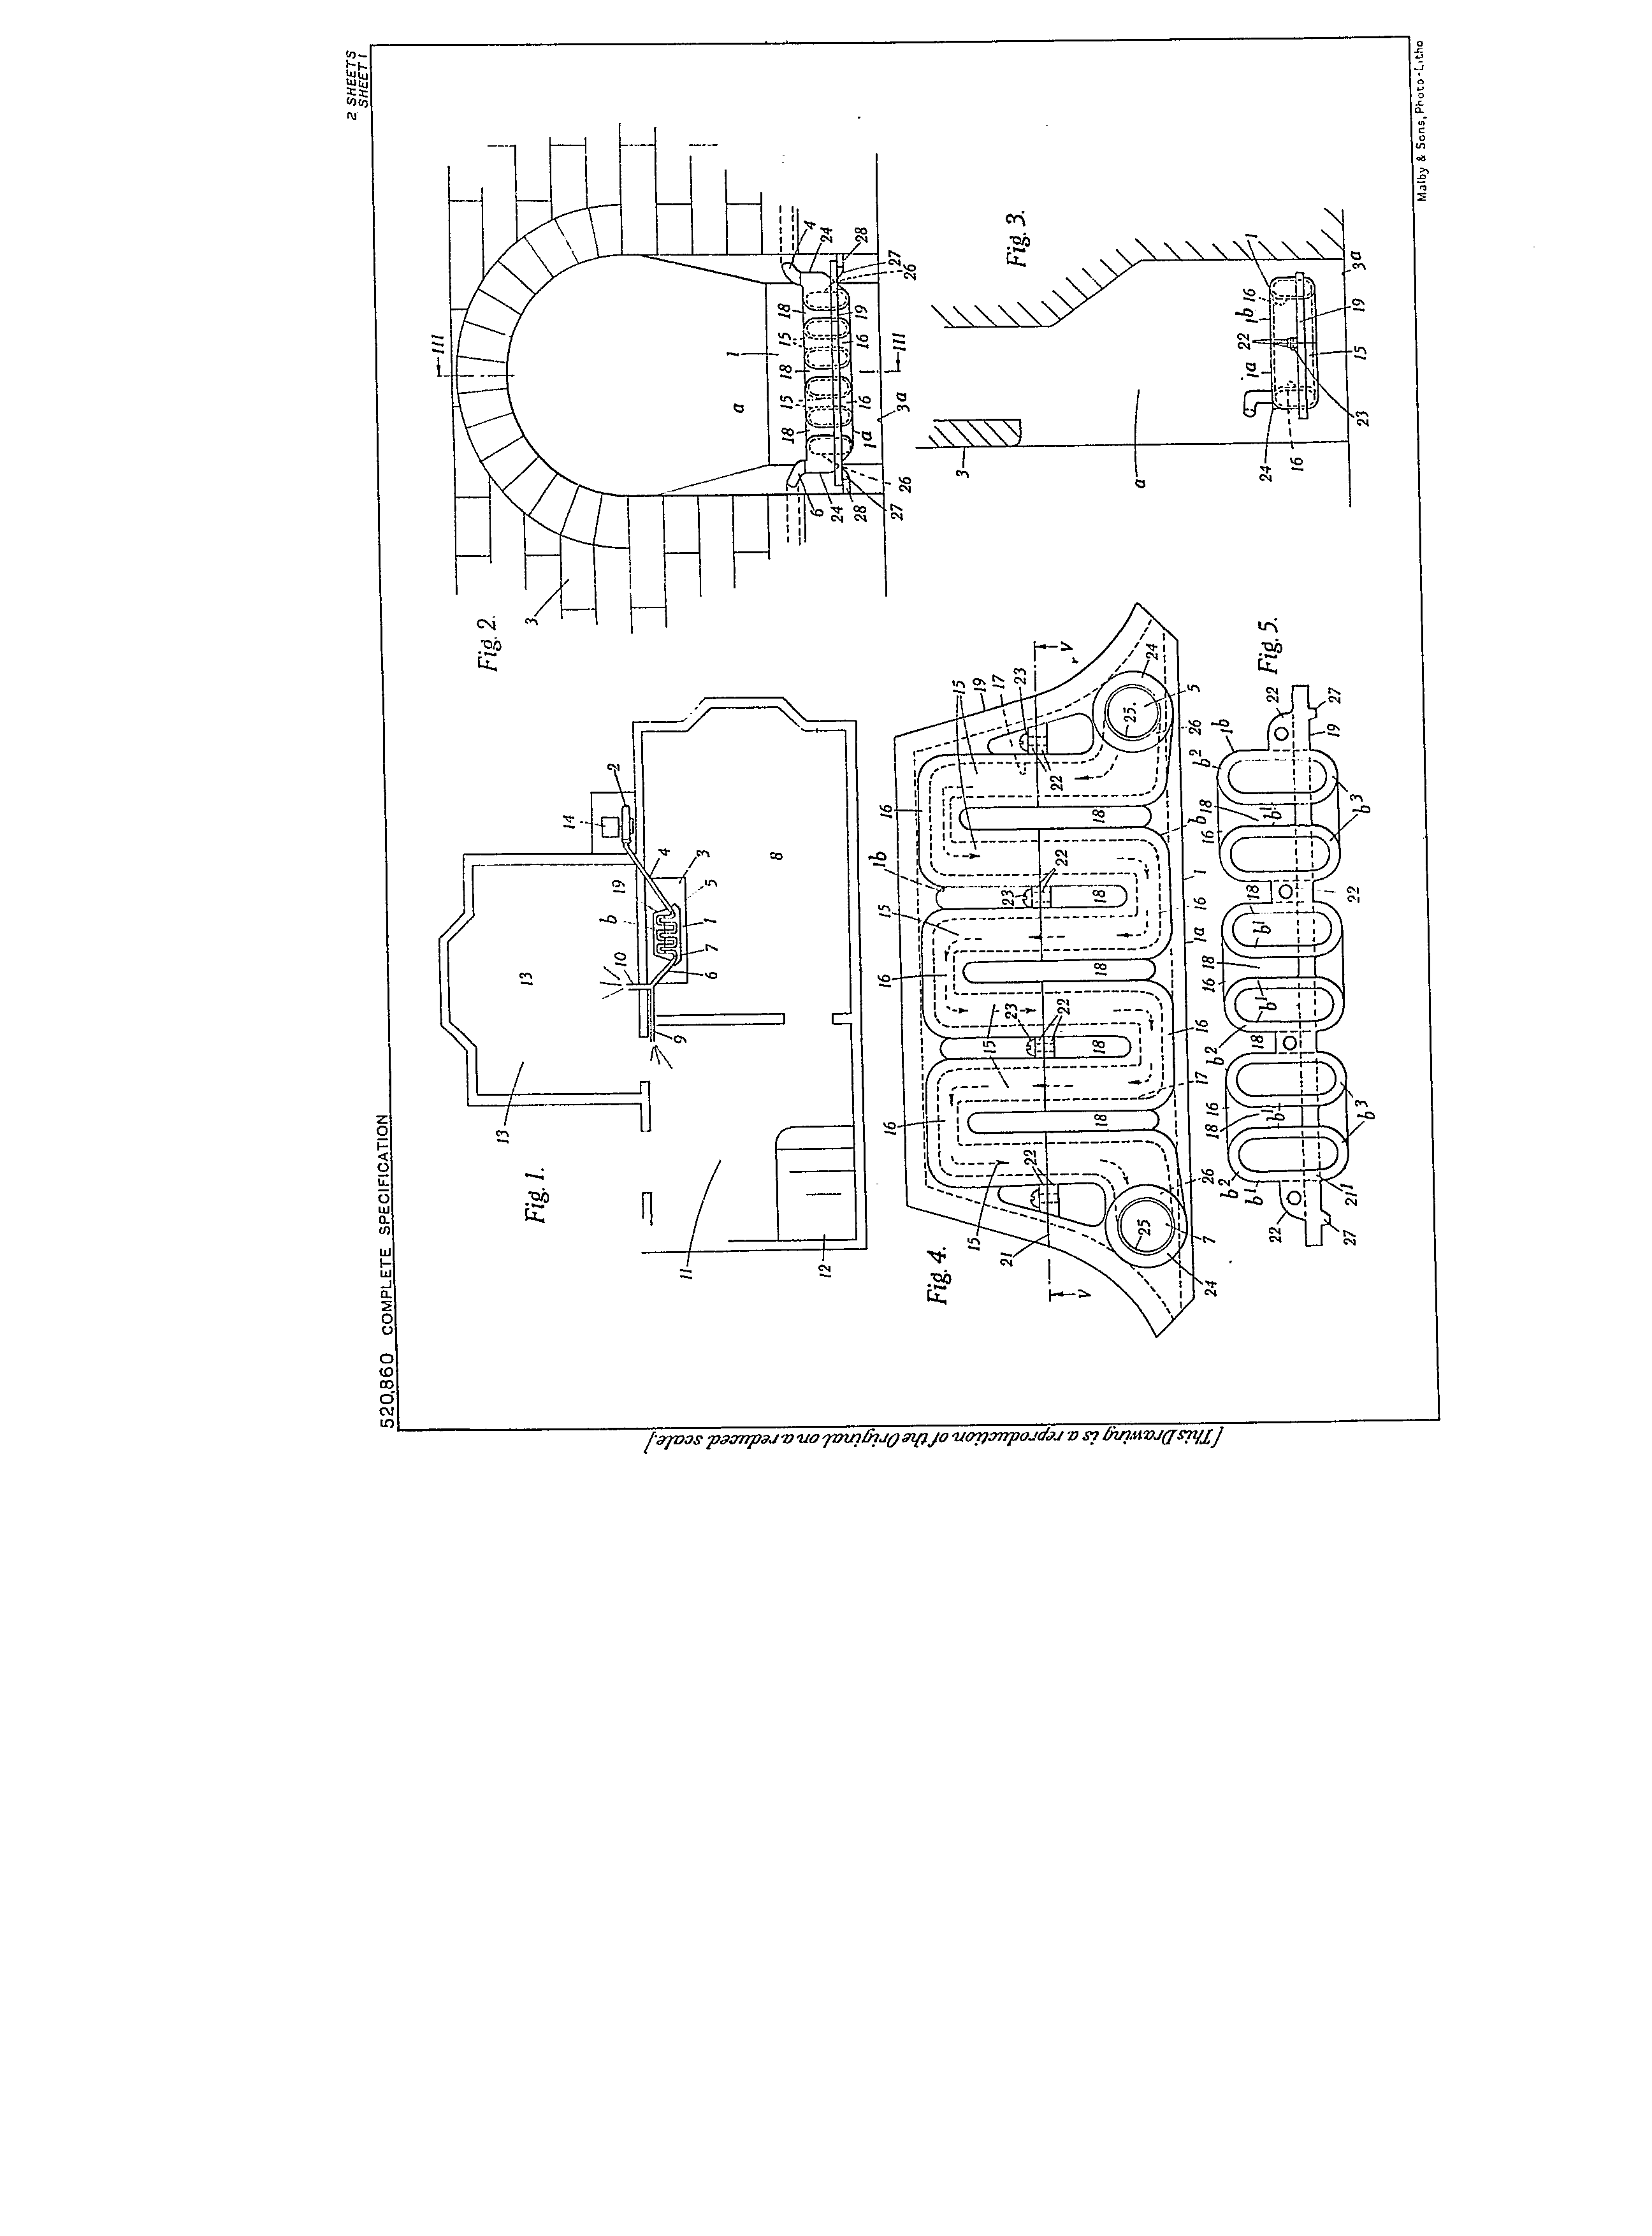 520,860 COMPLETE SPECIFICATION
2 SHEETS
SHEET 1
Fig. 1.
13
13
14
2
4
3
19
b
5
10
1
7
6
9
8
11
12
Fig. 2.
III
3
a
1
18
15
18
15
18
4
24
28
27
26
19
16
III
16
3a
1a
6
24
28
27
26
Fig. 3.
3
a
24
16
1a
22
1b
16
1
23
15
19
3a
Fig. 4.
V
V
15
21
24
7
25
26
22
16
15
17
16
18
18
23
22
15
16
18
15
1b
23
22
18
16
1a
1
b
16
18
15
19
17
23
22
26
25
5
24
Fig. 5.
22
27
b²
b¹
21¹
18
16
b¹
b³
b²
18
16
b¹
18
b¹
18
22
16
18
b¹
b³
b²
1b
22
27
19
[This Drawing is a reproduction of the Original on a reduced scale.]
Malby & Sons, Photo-Litho